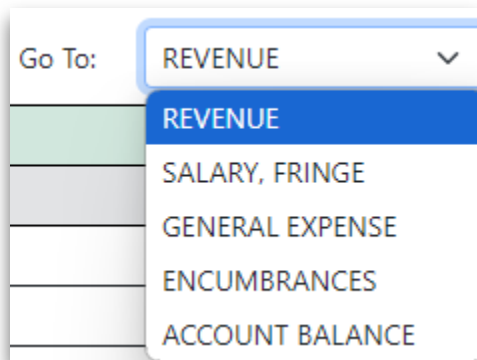 Go To: REVENUE
REVENUE
SALARY, FRINGE
GENERAL EXPENSE
ENCUMBRANCES
ACCOUNT BALANCE